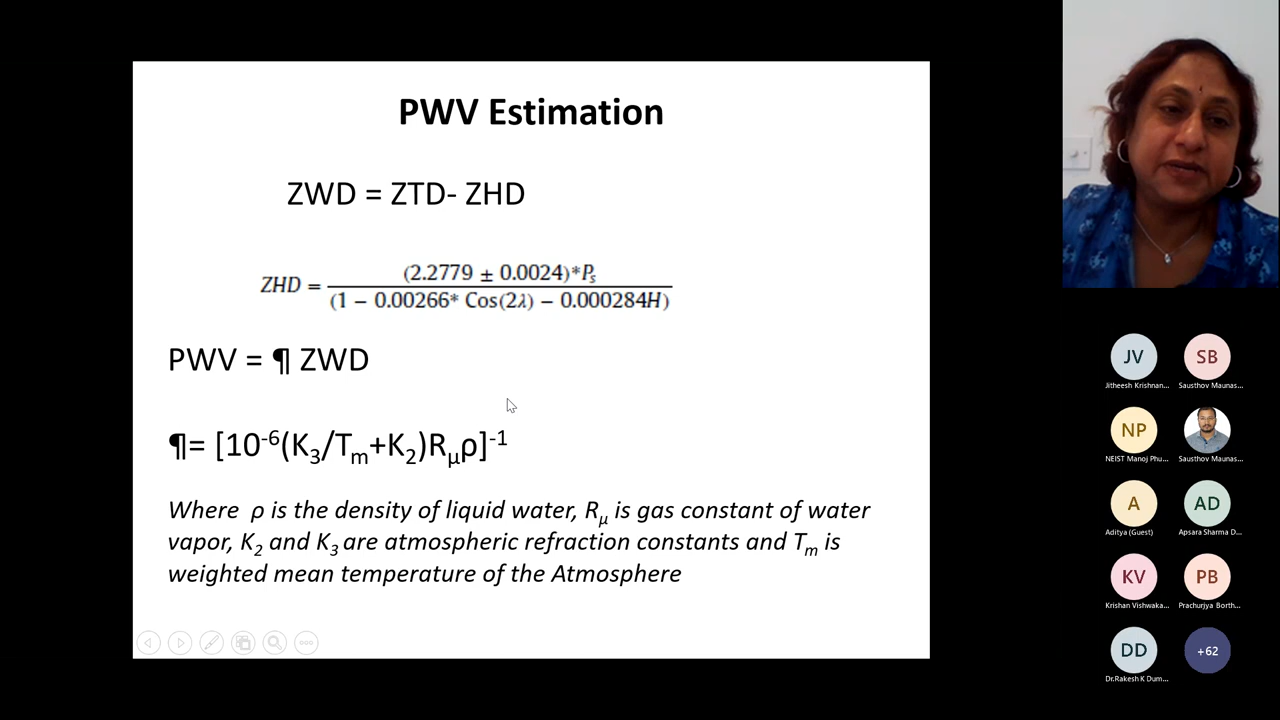 PWV Estimation
ZWD = ZTD- ZHD
ZHD = (2.2779 ± 0.0024)*Ps / (1 − 0.00266* Cos(2λ) − 0.000284H)
PWV = ¶ ZWD
¶= [10⁻⁶(K₃/Tₘ+K₂)R_μρ]⁻¹
Where ρ is the density of liquid water, R_μ is gas constant of water
vapor, K₂ and K₃ are atmospheric refraction constants and Tₘ is
weighted mean temperature of the Atmosphere
JV
SB
Jitheesh Krishnan...
Sausthov Maunas...
NP
NEIST Manoj Phu...
Sausthov Maunas...
A
AD
Aditya (Guest)
Apsara Sharma D...
KV
PB
Krishan Vishwaka...
Prachurjya Borth...
DD
+62
Dr.Rakesh K Dum...